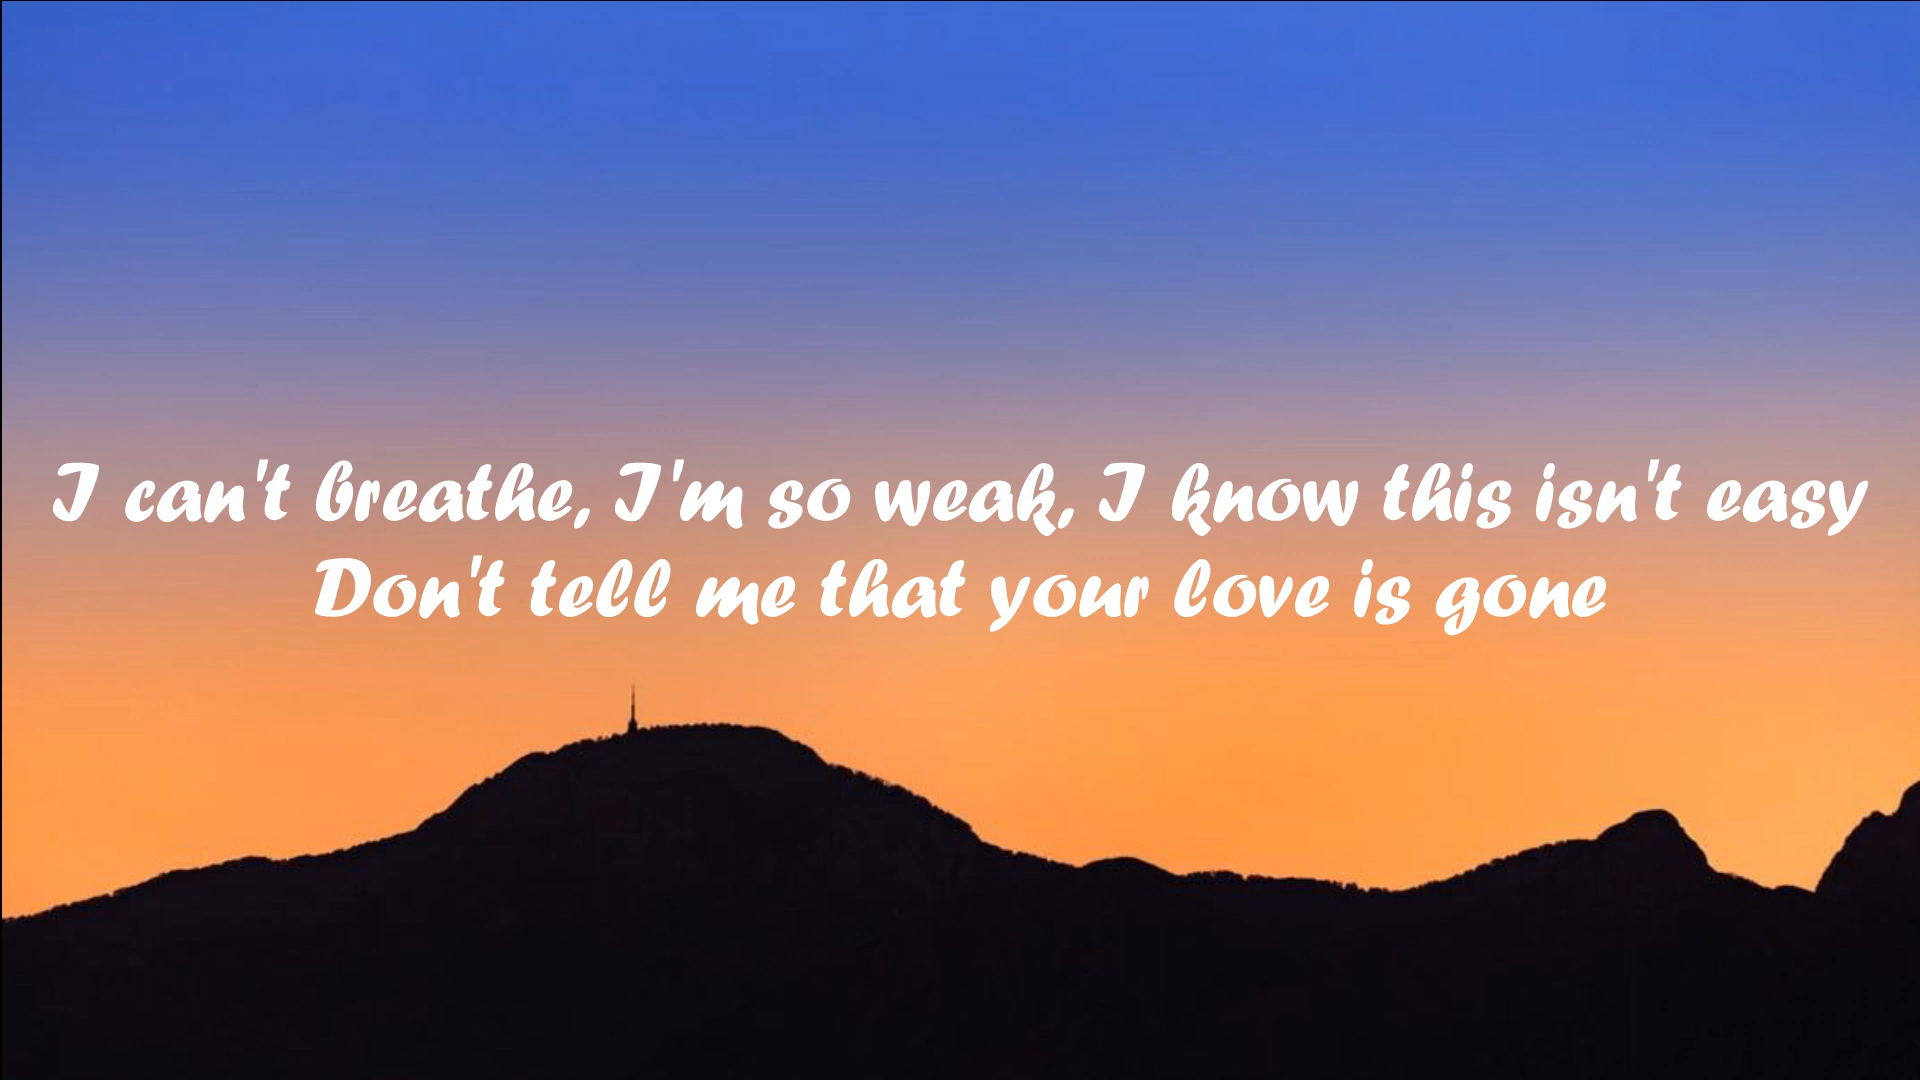 I can't breathe, I'm so weak, I know this isn't easy
Don't tell me that your love is gone